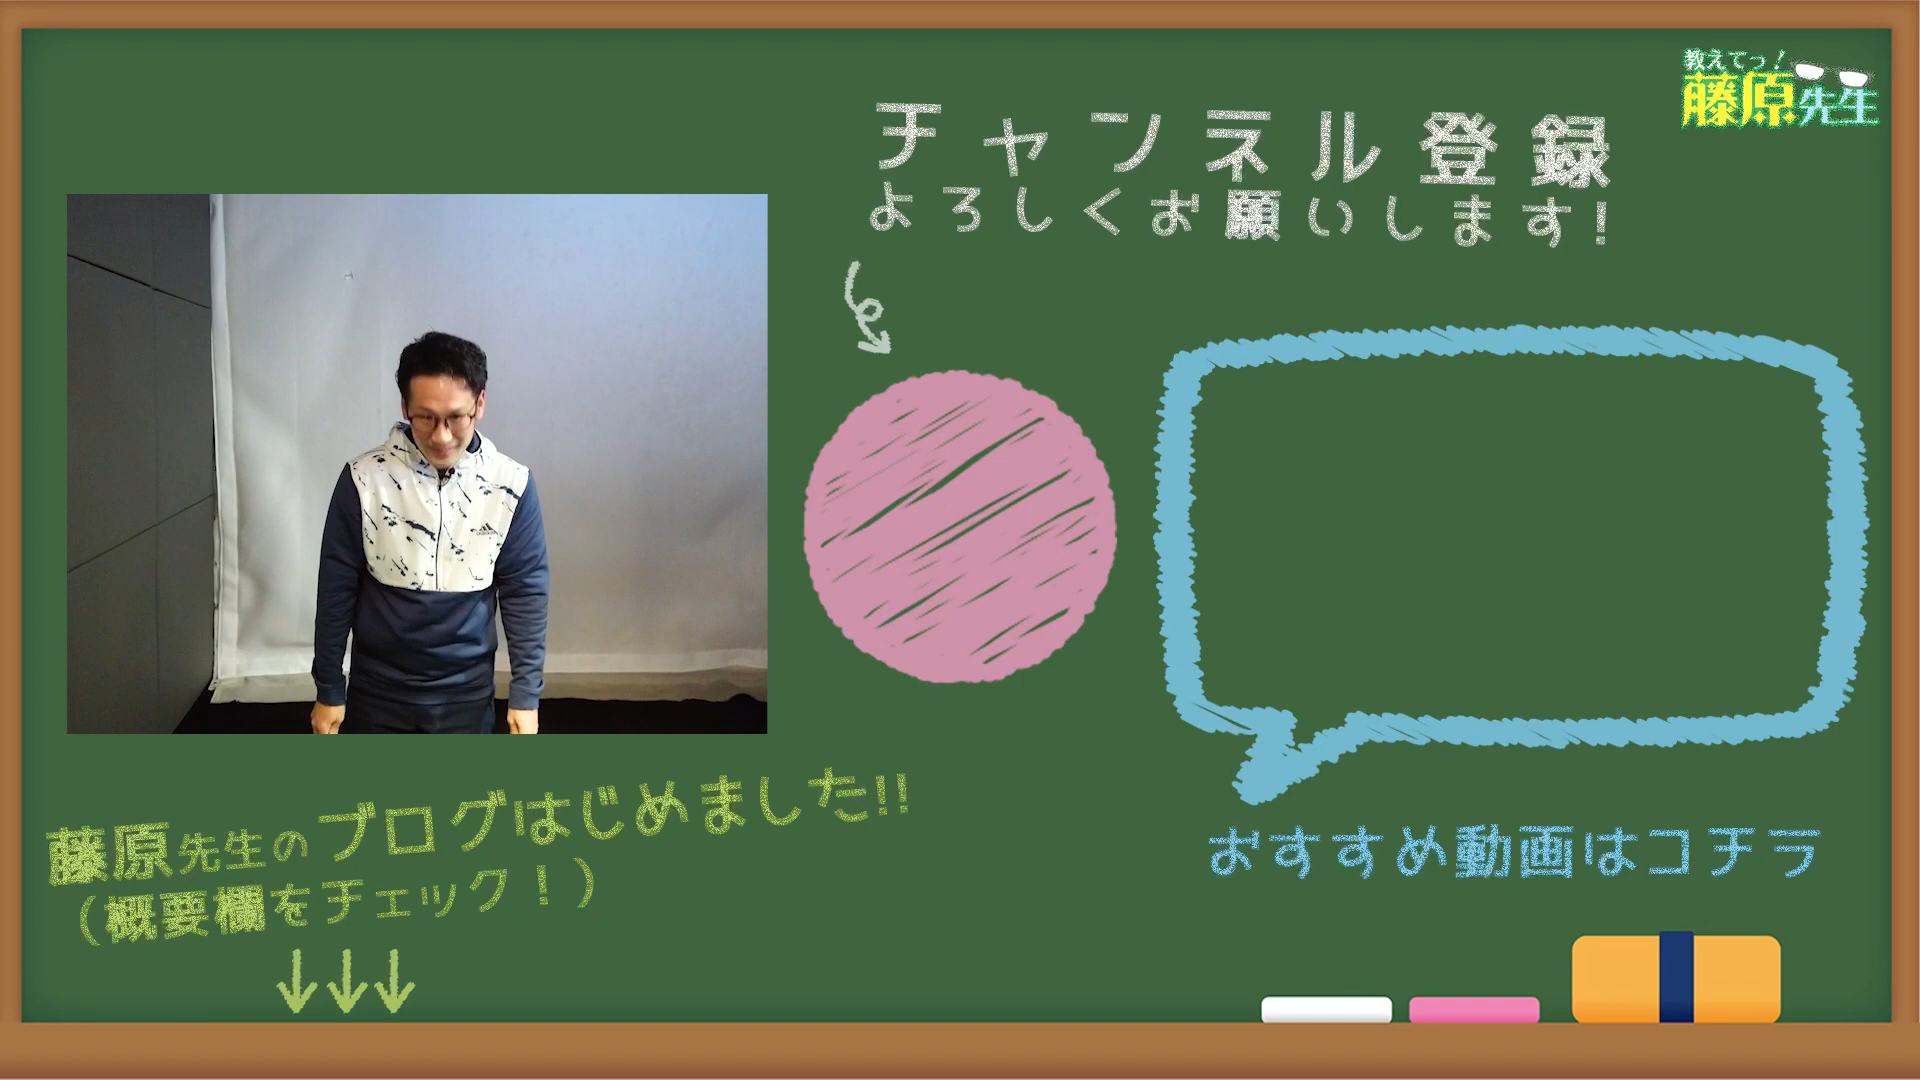 教えてっ！
藤原先生
チャンネル登録
よろしくお願いします!
藤原先生のブログはじめました!!
（概要欄をチェック！）
おすすめ動画はコチラ